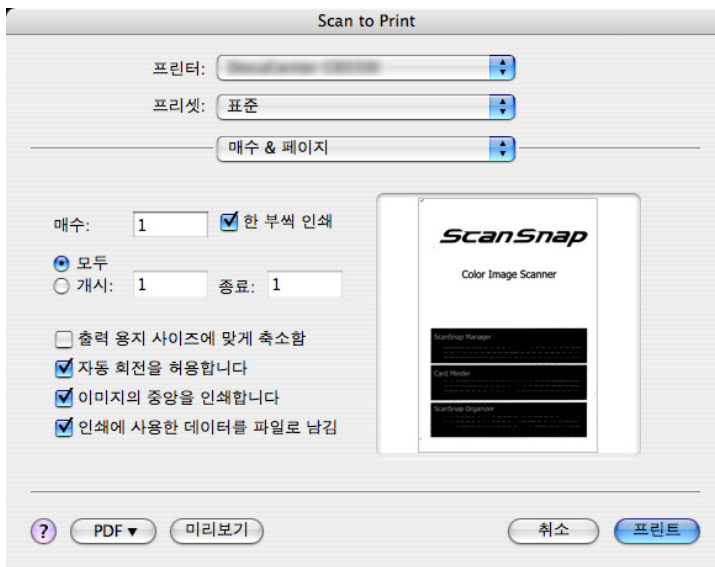 Scan to Print
프린터:
프리셋: 표준
매수 & 페이지
매수: 1 한 부씩 인쇄
모두
개시: 1 종료: 1
출력 용지 사이즈에 맞게 축소함
자동 회전을 허용합니다
이미지의 중앙을 인쇄합니다
인쇄에 사용한 데이터를 파일로 남김
ScanSnap
Color Image Scanner
ScanSnap Manager
Card Minder
ScanSnap Organizer
? PDF▼ 미리보기 취소 프린트